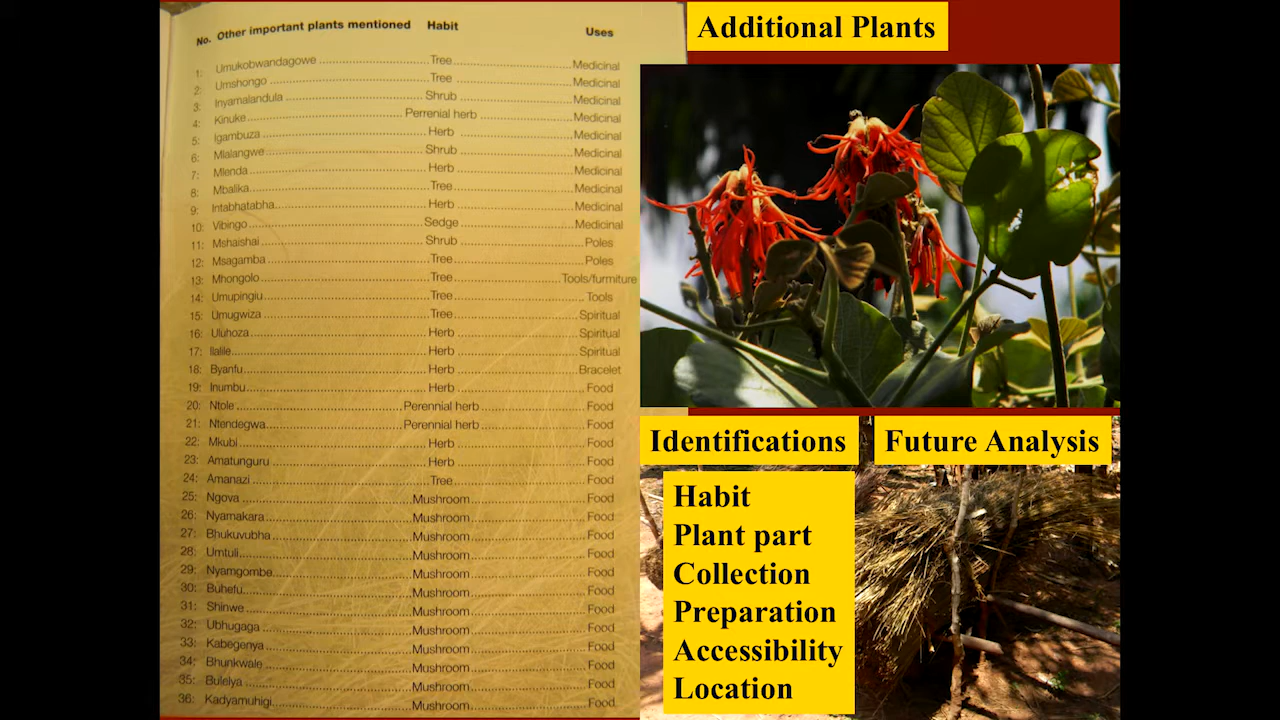 No. Other important plants mentioned Habit Uses
1: Umukobwandagowe Tree Medicinal
2: Umshongo Tree Medicinal
3: Inyamalandula Shrub Medicinal
4: Kinuke Perrenial herb Medicinal
5: Igambuza Herb Medicinal
6: Mlalangwe Shrub Medicinal
7: Mlenda Herb Medicinal
8: Mbalika Tree Medicinal
9: Intabhatabha Herb Medicinal
10: Vibingo Sedge Medicinal
11: Mshaishai Shrub Poles
12: Msagamba Tree Poles
13: Mhongolo Tree Tools/furmiture
14: Umupingiu Tree Tools
15: Umugwiza Tree Spiritual
16: Uluhoza Herb Spiritual
17: Ilalile Herb Spiritual
18: Byanfu Herb Bracelet
19: Inumbu Herb Food
20: Ntole Perennial herb Food
21: Ntendegwa Perennial herb Food
22: Mkubi Herb Food
23: Amatunguru Herb Food
24: Amanazi Tree Food
25: Ngova Mushroom Food
26: Nyamakara Mushroom Food
27: Bhukuvubha Mushroom Food
28: Umtuli Mushroom Food
29: Nyamgombe Mushroom Food
30: Buhefu Mushroom Food
31: Shinwe Mushroom Food
32: Ubhugaga Mushroom Food
33: Kabegenya Mushroom Food
34: Bhunkwale Mushroom Food
35: Bulelya Mushroom Food
36: Kadyamuhigi Mushroom Food
Additional Plants
Identifications
Future Analysis
Habit
Plant part
Collection
Preparation
Accessibility
Location